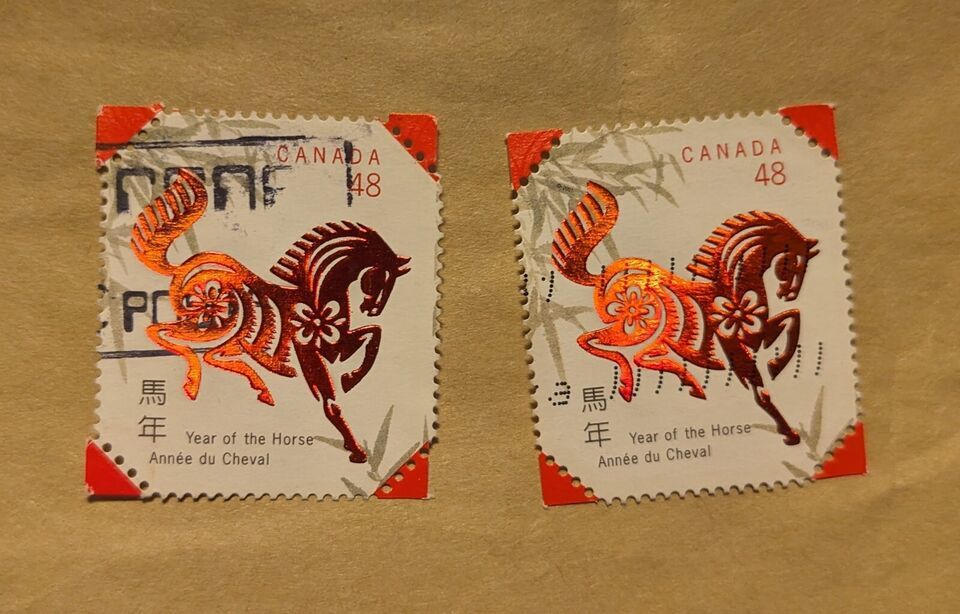 CANADA
48
馬
年
Year of the Horse
Année du Cheval
CANADA
48
馬
年
Year of the Horse
Année du Cheval